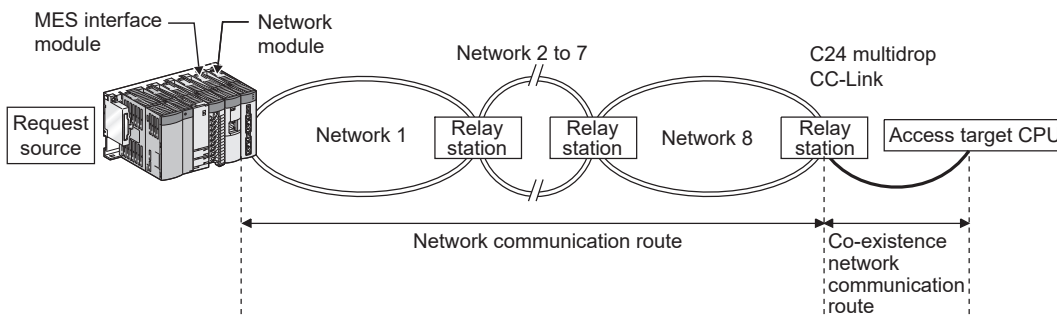 MES interface
module
Network
module
Network 2 to 7
C24 multidrop
CC-Link
Request
source
Network 1
Relay
station
Relay
station
Network 8
Relay
station
Access target CPU
Network communication route
Co-existence
network
communication
route